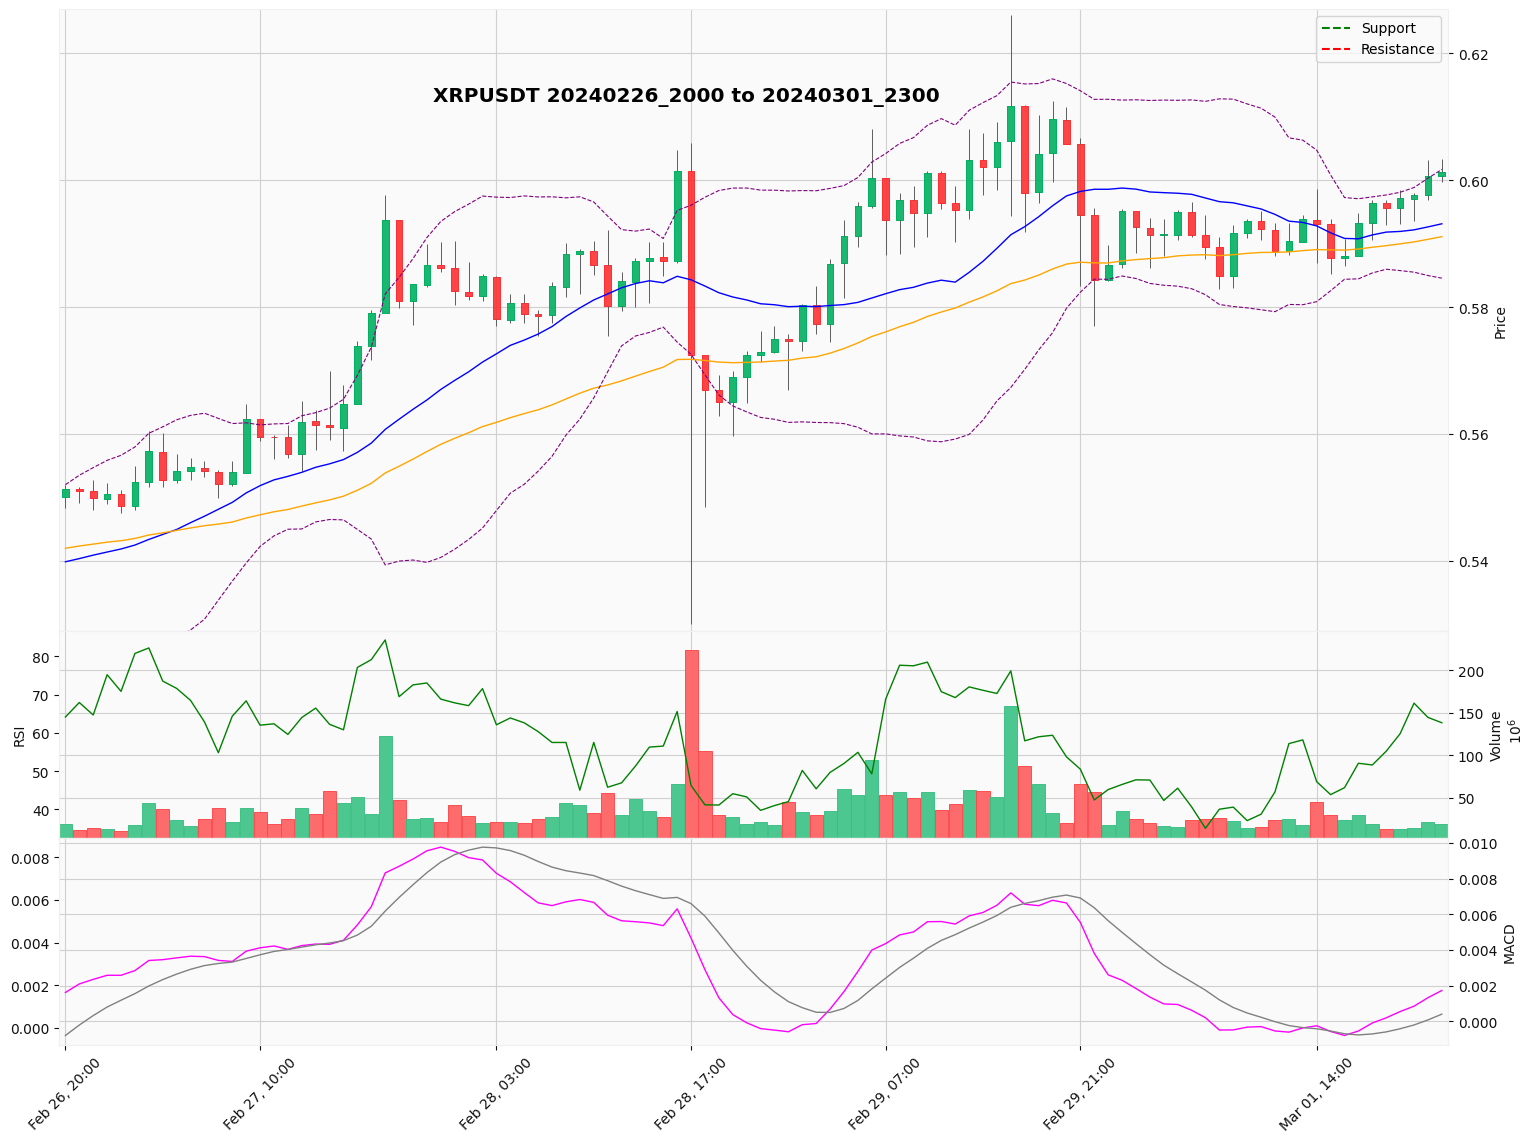 XRPUSDT 20240226_2000 to 20240301_2300
Support
Resistance
0.62
0.60
0.58
0.56
0.54
Price
80
70
60
50
40
RSI
200
150
100
50
Volume
10^6
0.008
0.006
0.004
0.002
0.000
0.010
0.008
0.006
0.004
0.002
0.000
MACD
Feb 26, 20:00
Feb 27, 10:00
Feb 28, 03:00
Feb 28, 17:00
Feb 29, 07:00
Feb 29, 21:00
Mar 01, 14:00